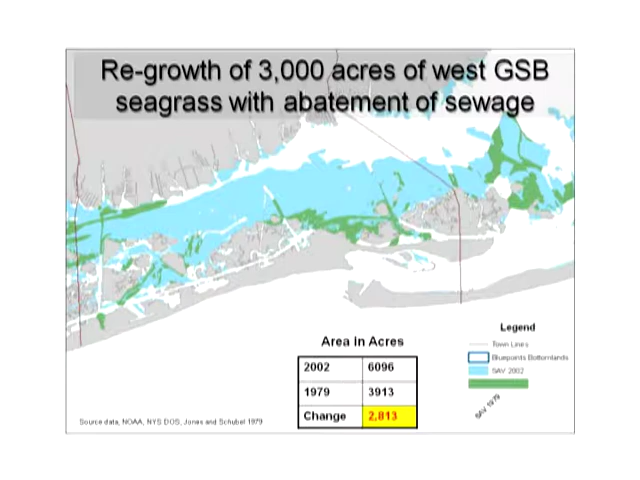 Re-growth of 3,000 acres of west GSB
seagrass with abatement of sewage
Area In Acres
2002 6096
1979 3913
Change 2.813
Legend
Town Lines
Bluepoints Bottomlands
SAV 2002
SAV 1979
Source data, NOAA, NYS DOS, Jones and Schubel 1979